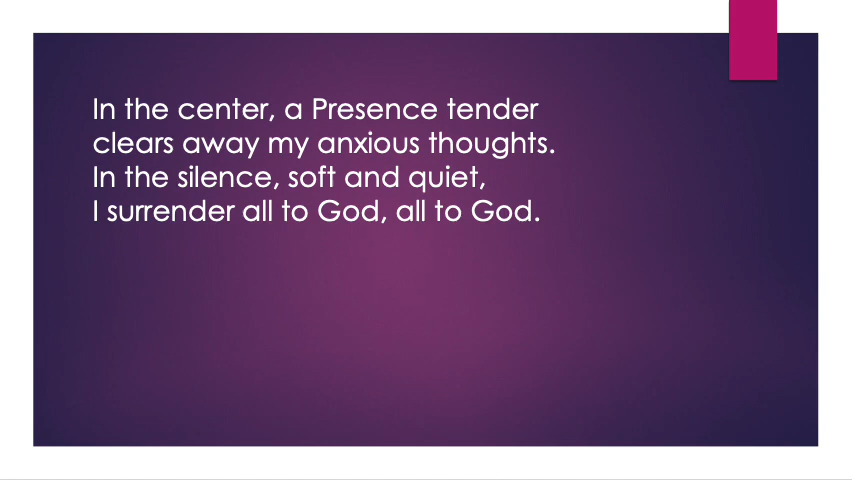 In the center, a Presence tender
clears away my anxious thoughts.
In the silence, soft and quiet,
I surrender all to God, all to God.